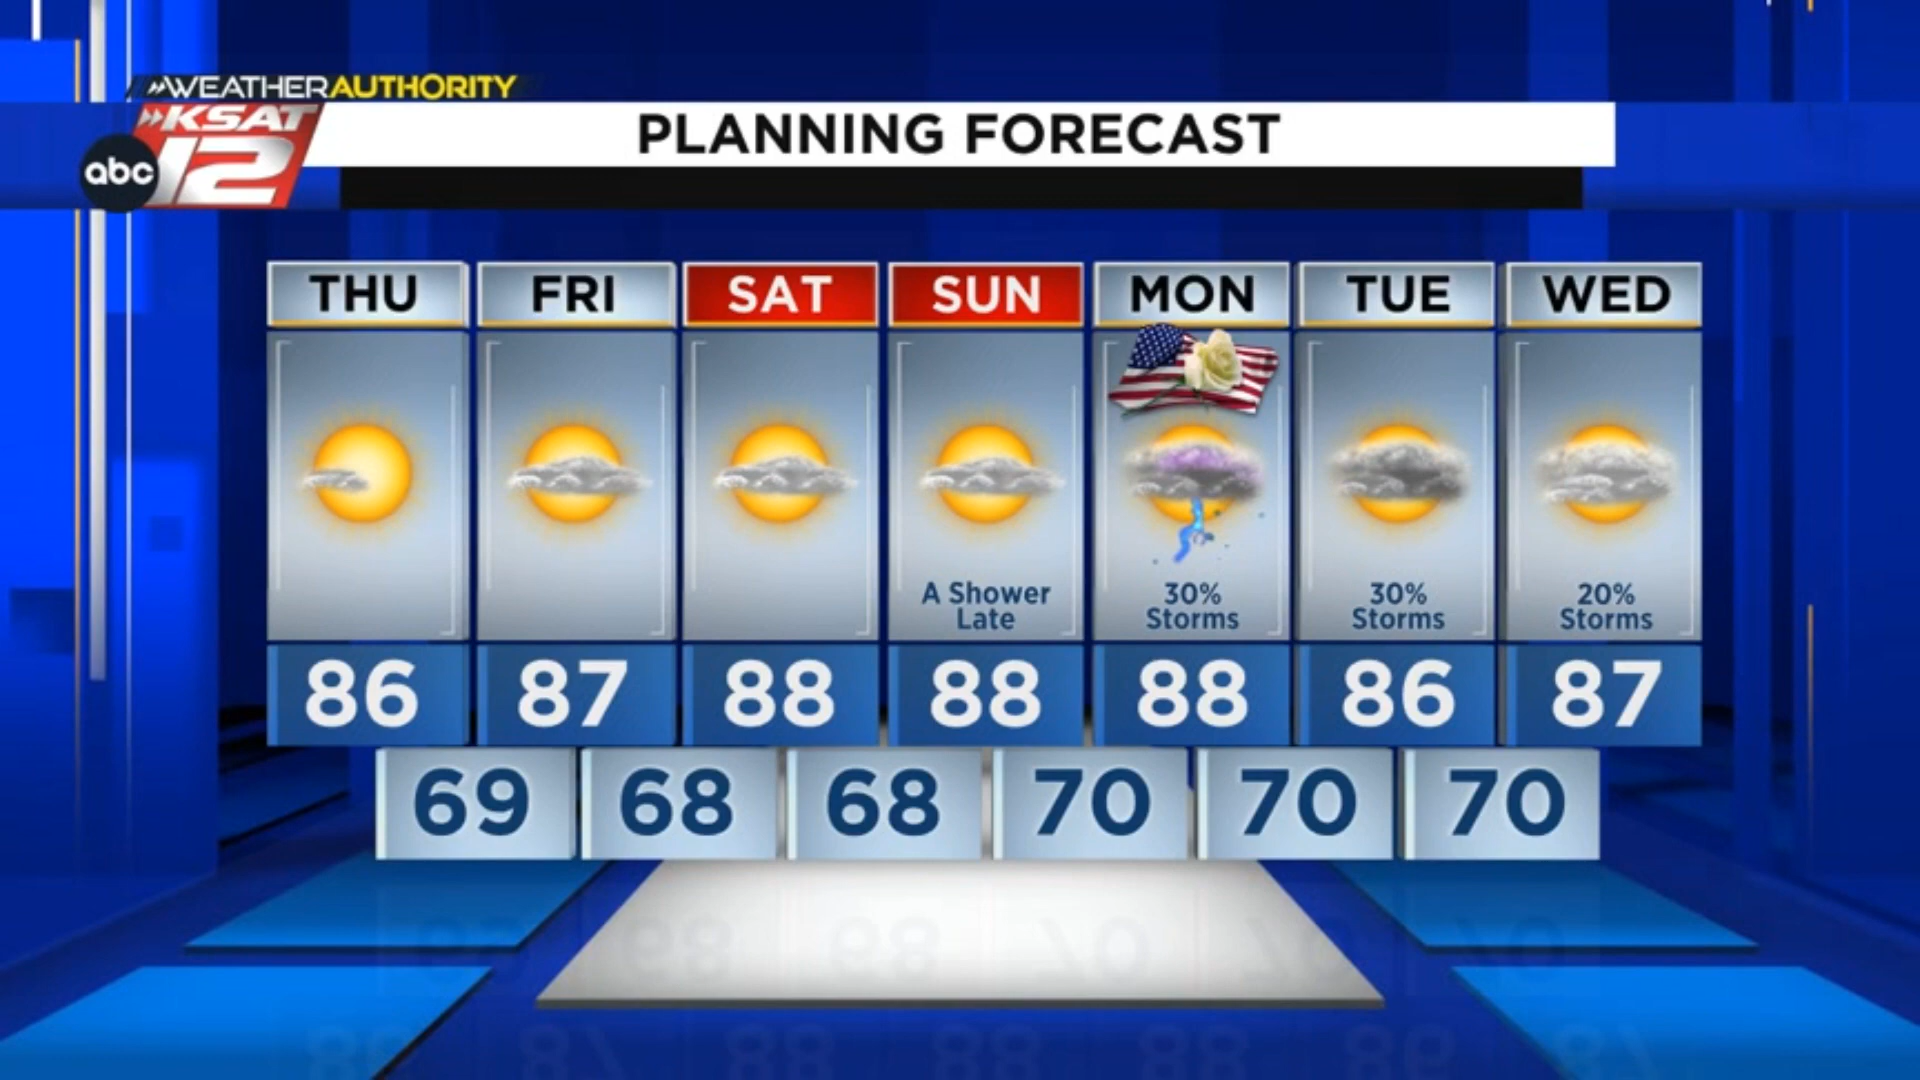 WEATHERAUTHORITY
KSAT
abc
12
PLANNING FORECAST
THU FRI SAT SUN MON TUE WED
A Shower Late
30% Storms
30% Storms
20% Storms
86 87 88 88 88 86 87
69 68 68 70 70 70